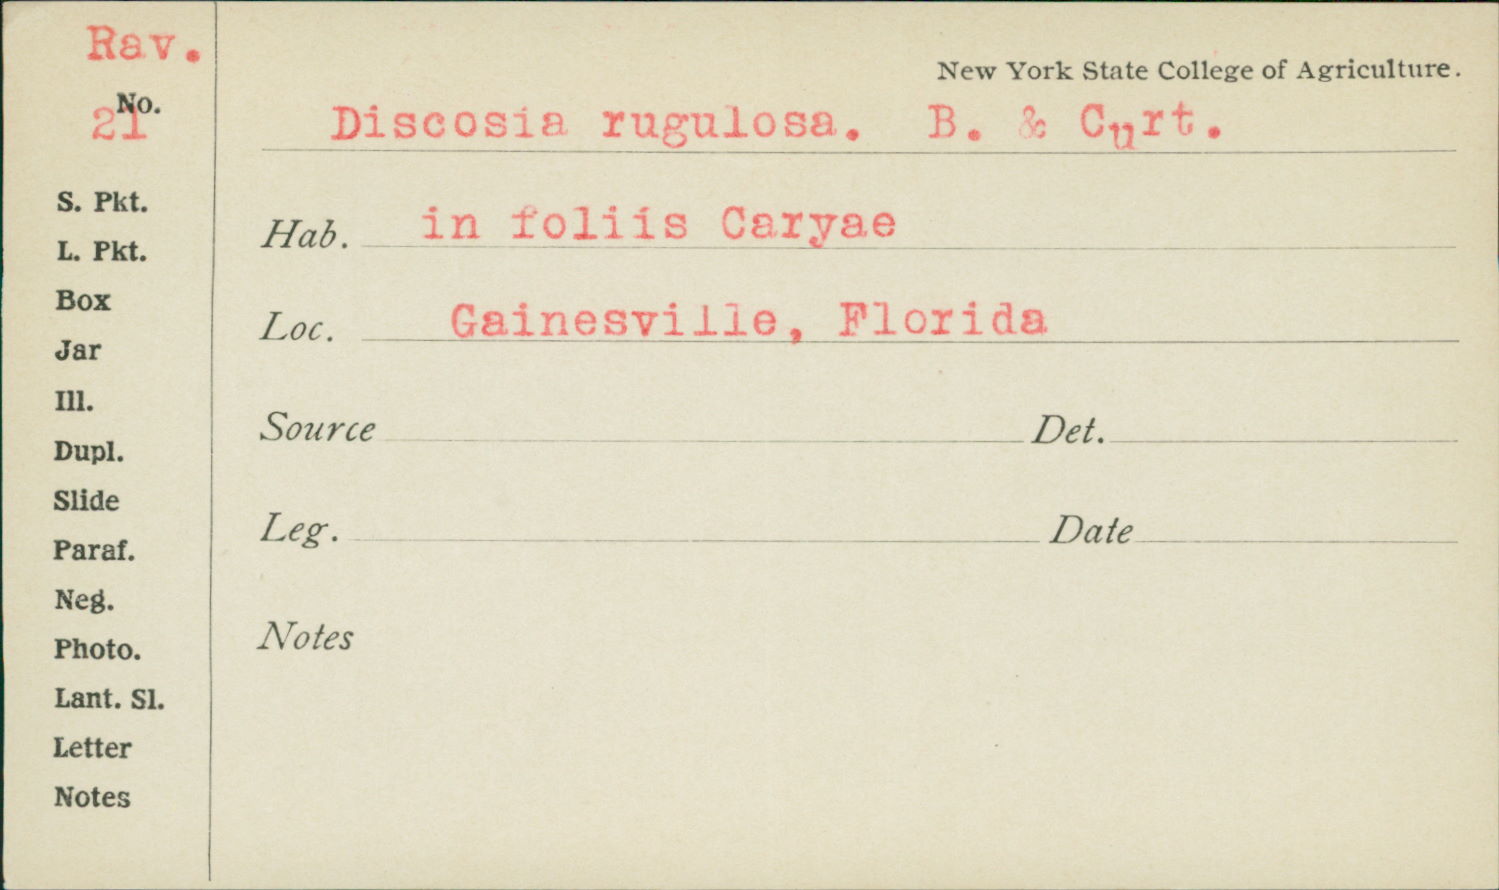 Rav.
No.
21
New York State College of Agriculture.
Discosia rugulosa. B. & Curt.
Hab. in foliis Caryae
Loc. Gainesville, Florida
Source Det.
Leg. Date
Notes
S. Pkt.
L. Pkt.
Box
Jar
Ill.
Dupl.
Slide
Paraf.
Neg.
Photo.
Lant. Sl.
Letter
Notes